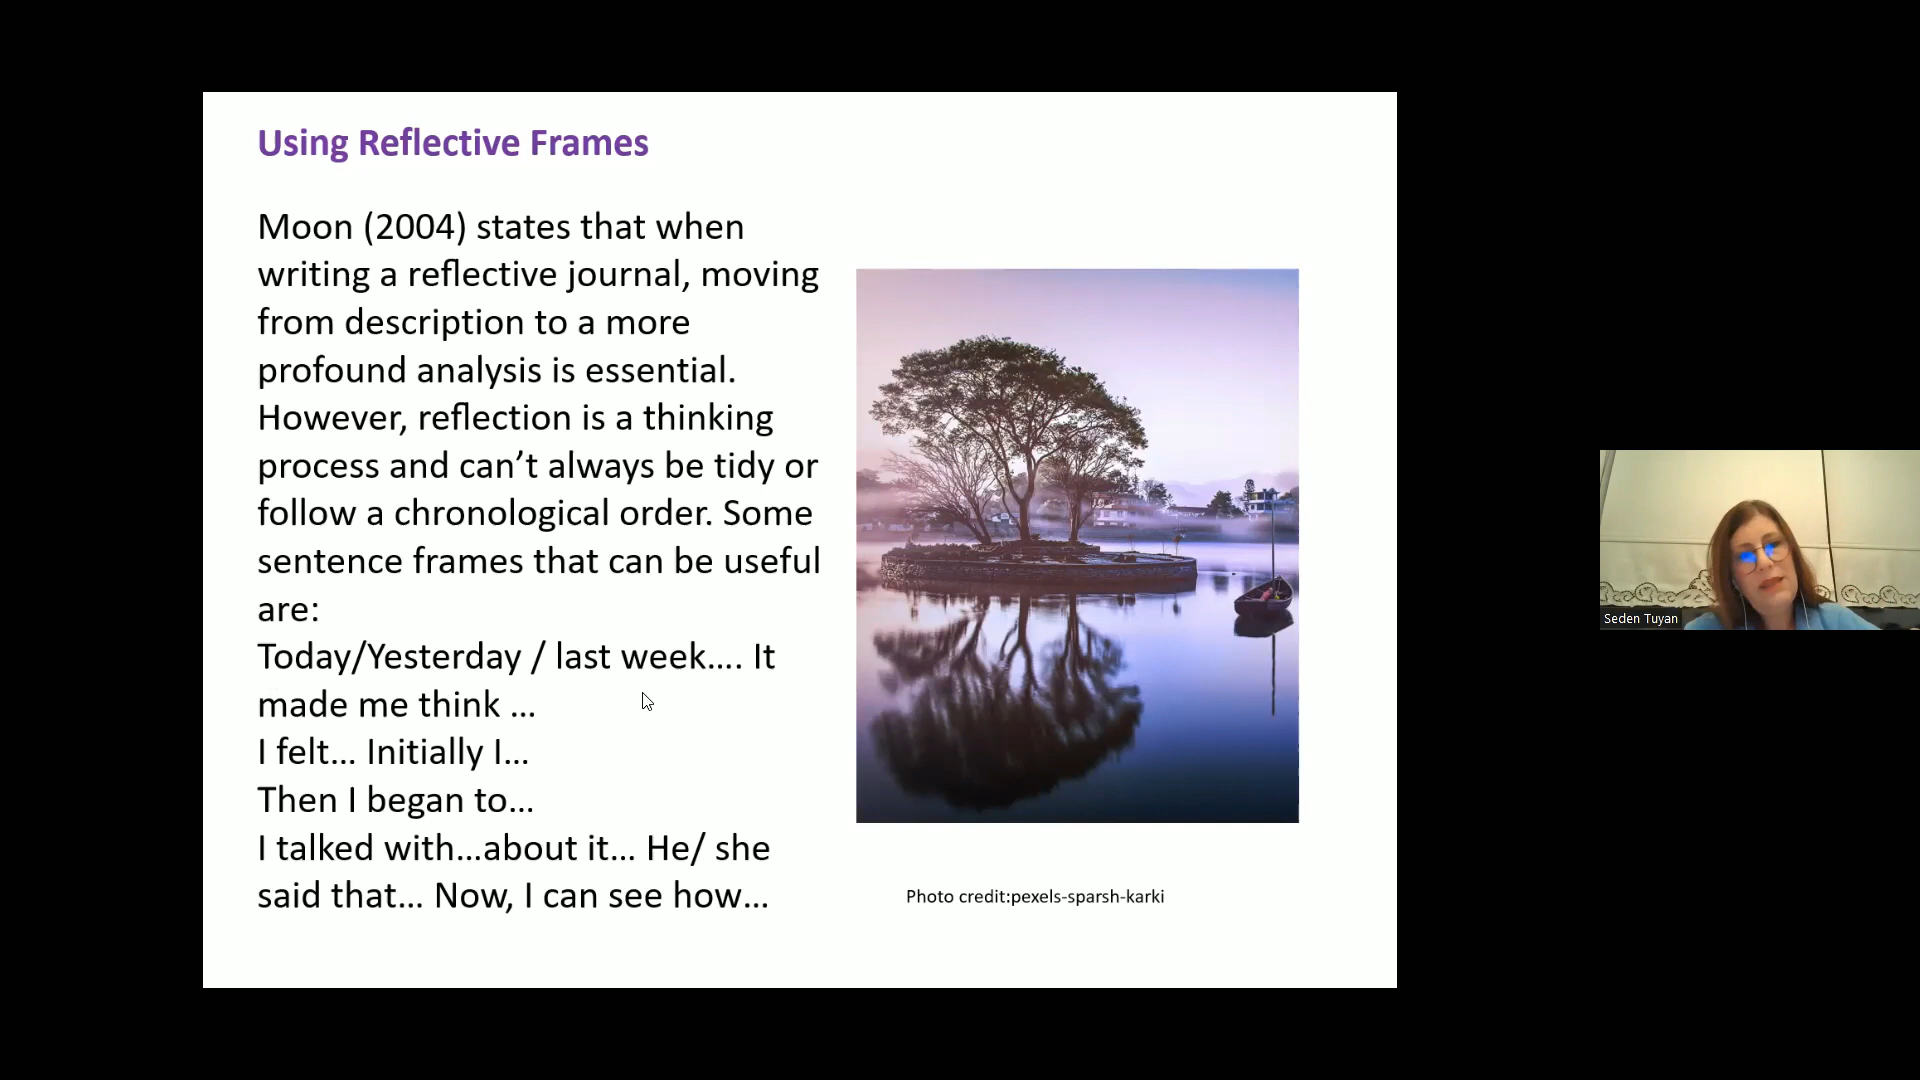 Using Reflective Frames
Moon (2004) states that when
writing a reflective journal, moving
from description to a more
profound analysis is essential.
However, reflection is a thinking
process and can’t always be tidy or
follow a chronological order. Some
sentence frames that can be useful
are:
Today/Yesterday / last week…. It
made me think …
I felt… Initially I…
Then I began to…
I talked with…about it… He/ she
said that… Now, I can see how…
Photo credit:pexels-sparsh-karki
Seden Tuyan